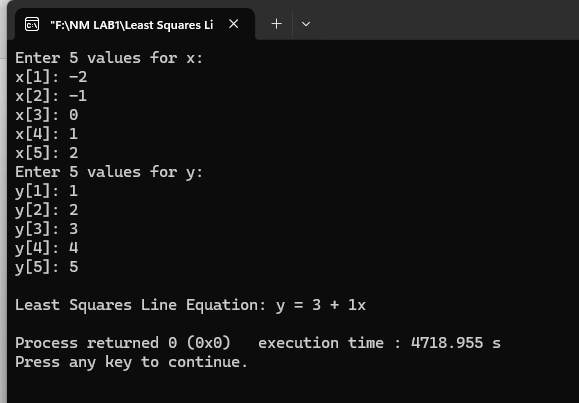 "F:\NM LAB1\Least Squares Li
Enter 5 values for x:
x[1]: -2
x[2]: -1
x[3]: 0
x[4]: 1
x[5]: 2
Enter 5 values for y:
y[1]: 1
y[2]: 2
y[3]: 3
y[4]: 4
y[5]: 5
Least Squares Line Equation: y = 3 + 1x
Process returned 0 (0x0)   execution time : 4718.955 s
Press any key to continue.